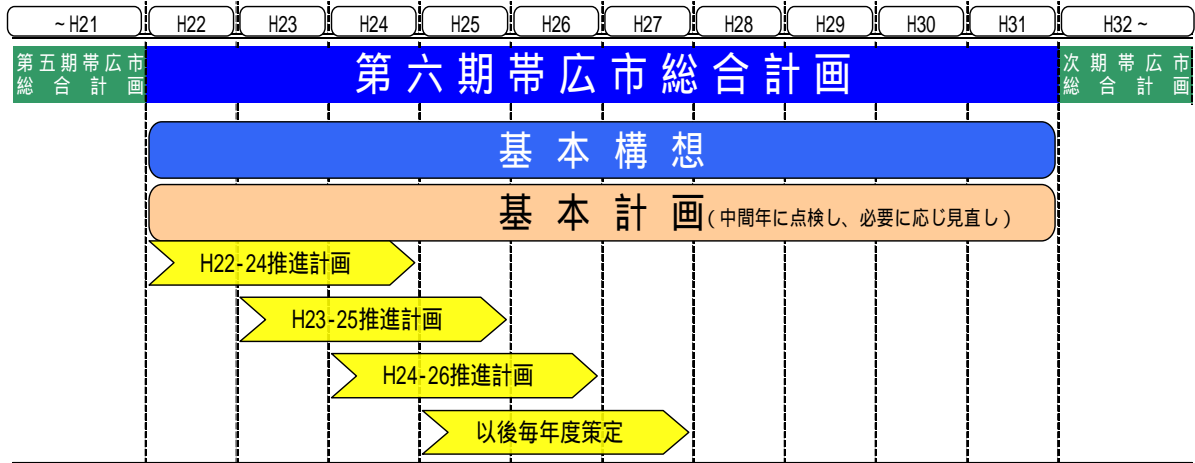 ~ H21 H22 H23 H24 H25 H26 H27 H28 H29 H30 H31 H32 ~
第五期帯広市
総合計画
第六期帯広市総合計画
次期帯広市
総合計画
基本構想
基本計画(中間年に点検し、必要に応じ見直し)
H22-24推進計画
H23-25推進計画
H24-26推進計画
以後毎年度策定